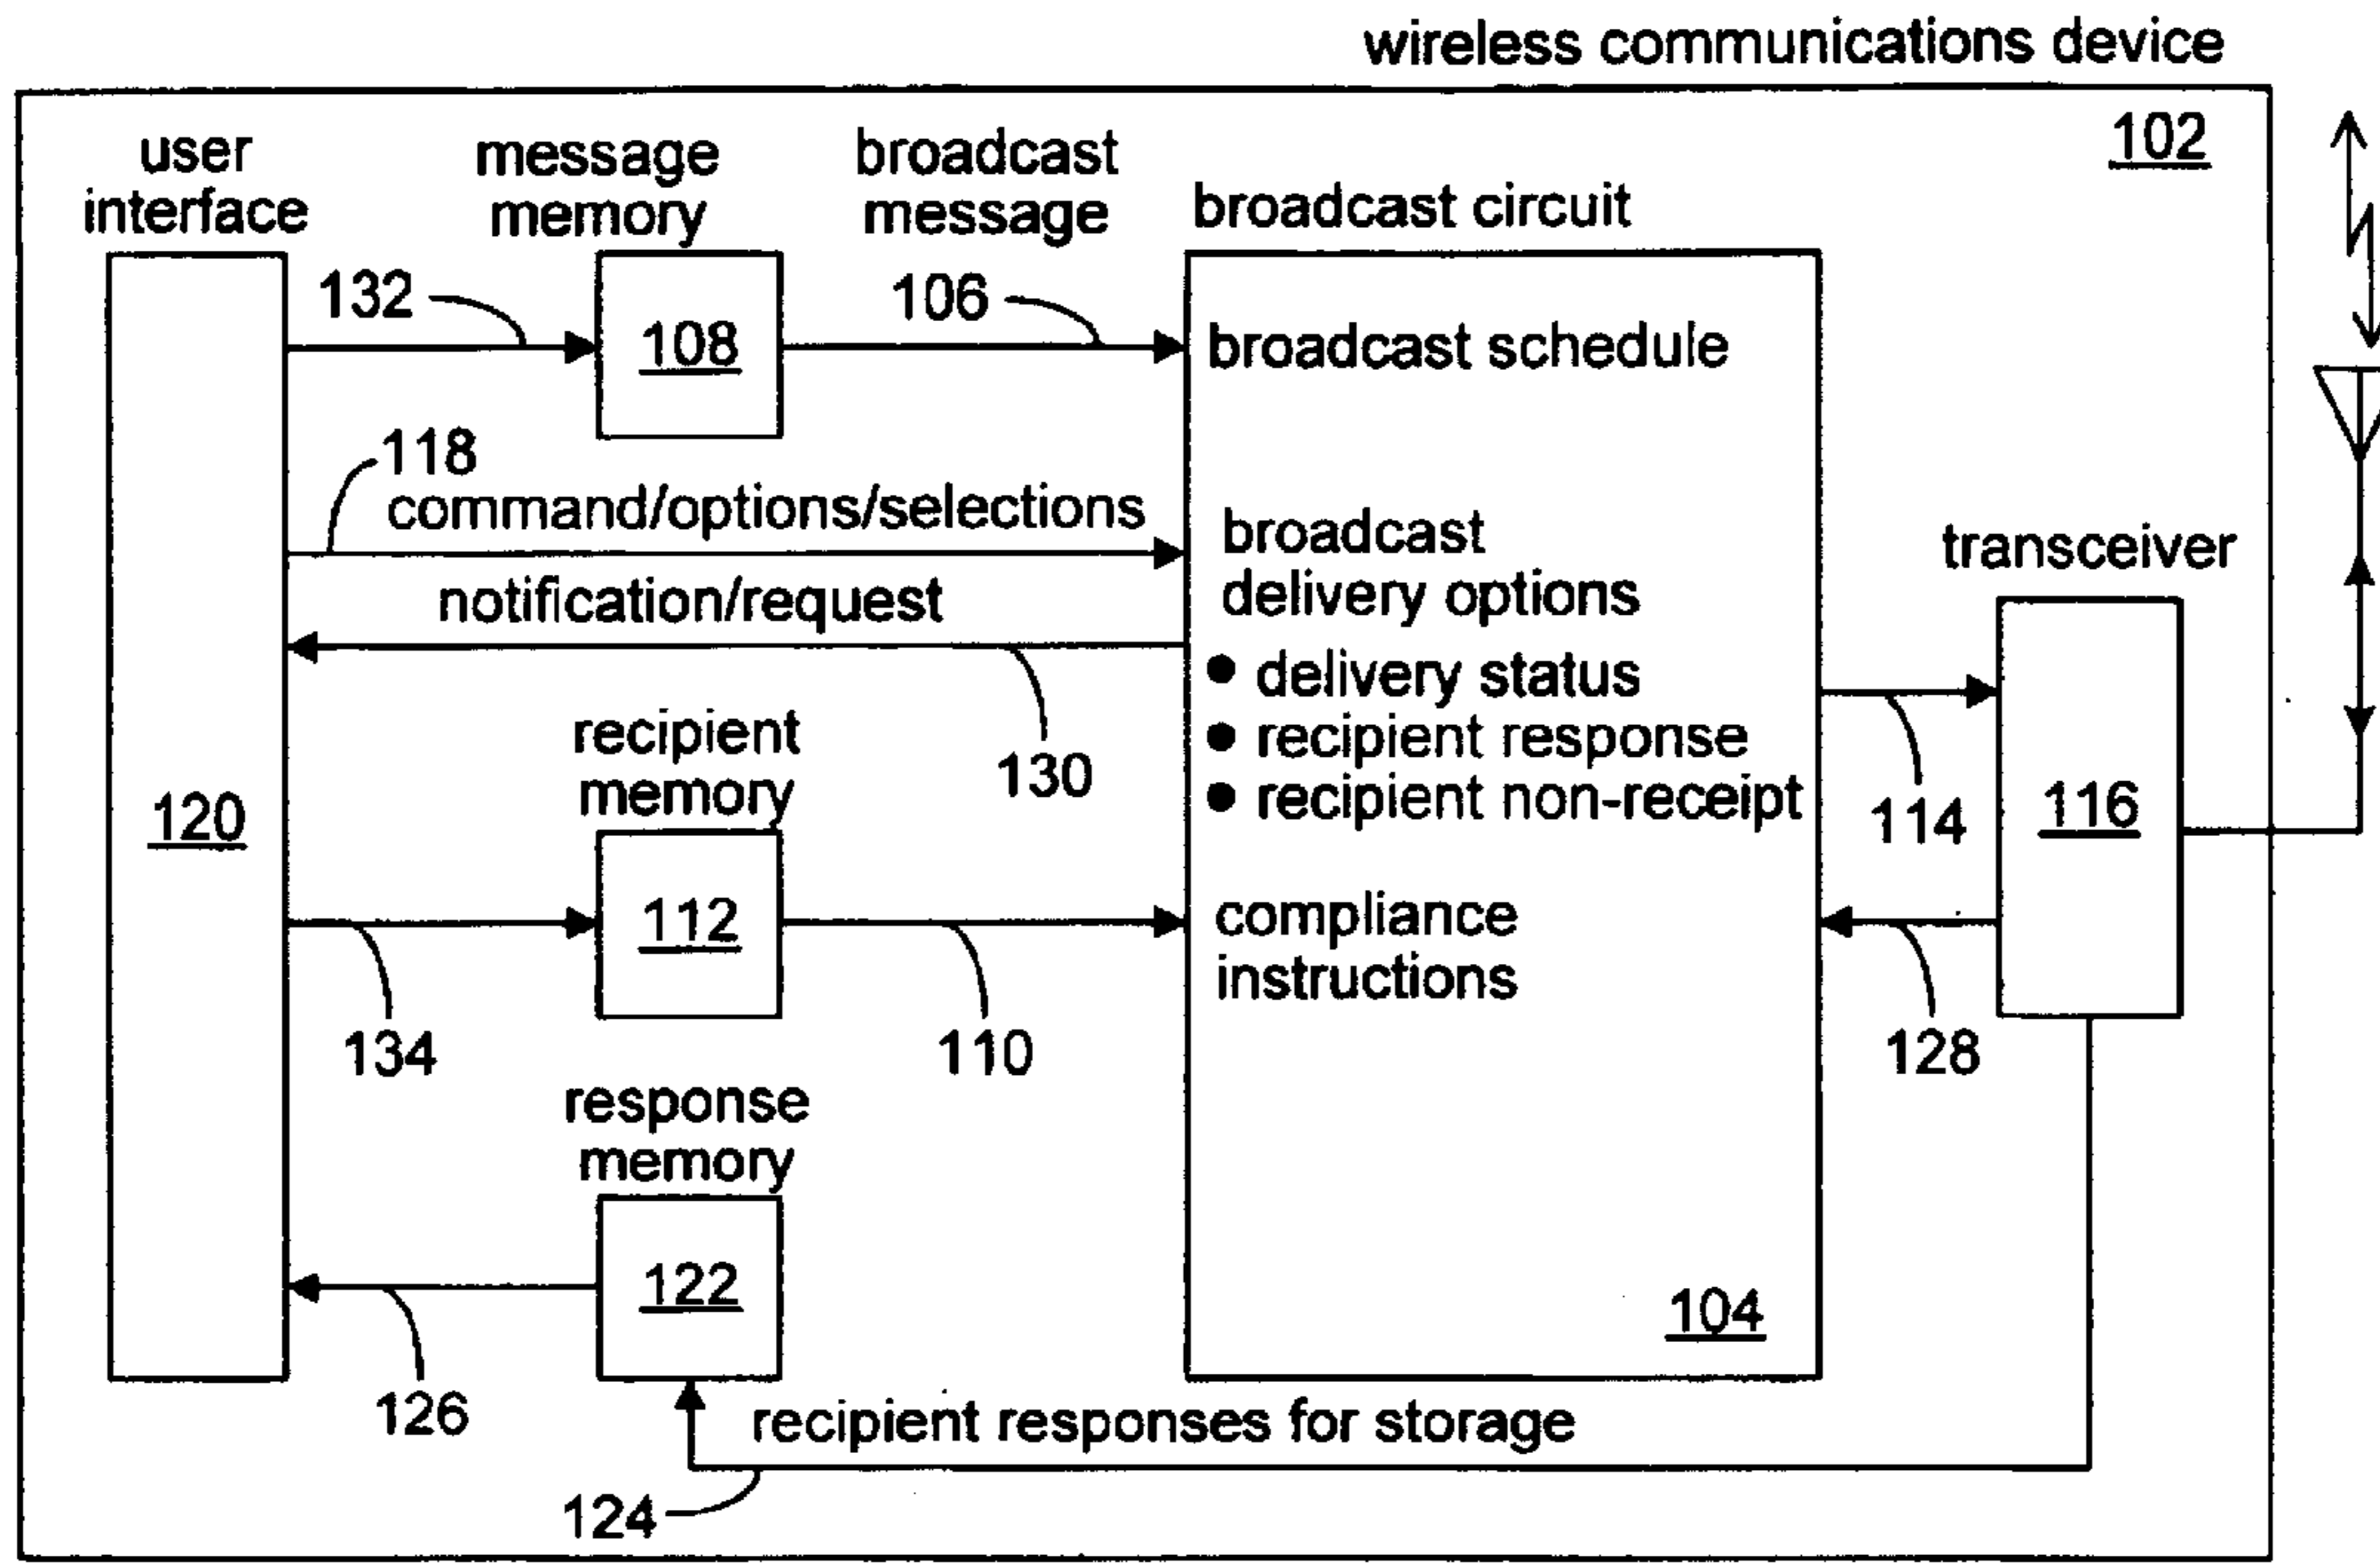 wireless communications device
102
user
interface
message
memory
broadcast
message
broadcast circuit
132
108
106
broadcast schedule
118
command/options/selections
notification/request
130
broadcast
delivery options
● delivery status
● recipient response
● recipient non-receipt
transceiver
114
116
120
recipient
memory
112
134
110
compliance
instructions
128
response
memory
122
126
104
recipient responses for storage
124